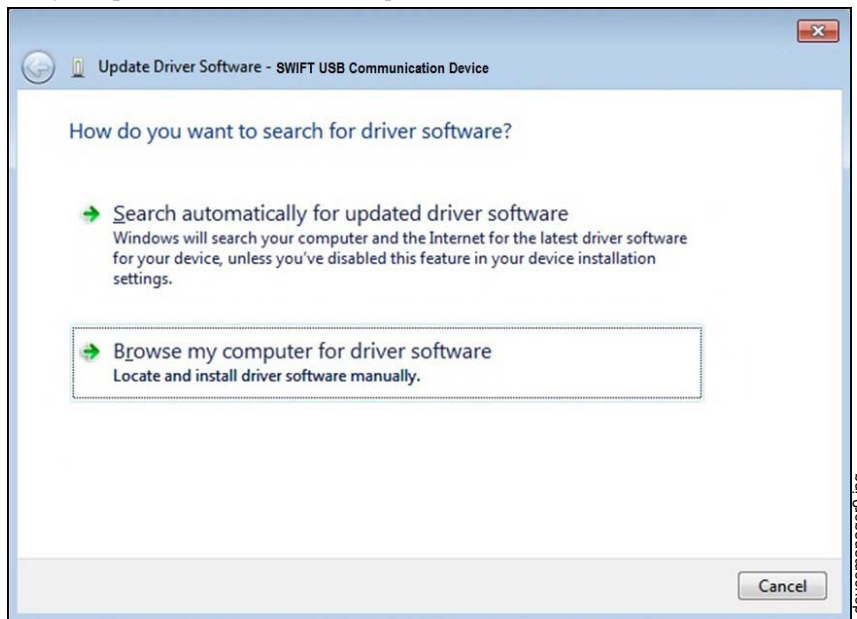 Update Driver Software - SWIFT USB Communication Device
How do you want to search for driver software?
Search automatically for updated driver software
Windows will search your computer and the Internet for the latest driver software
for your device, unless you've disabled this feature in your device installation
settings.
Browse my computer for driver software
Locate and install driver software manually.
Cancel